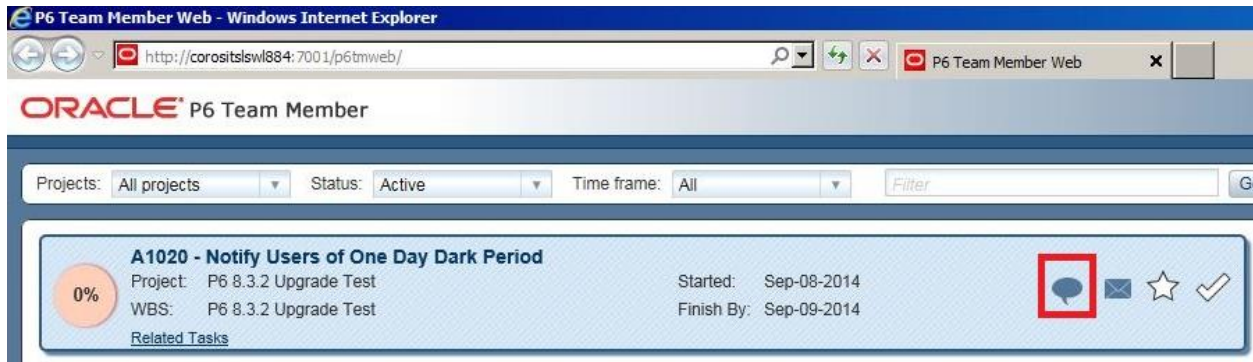 P6 Team Member Web - Windows Internet Explorer
http://corositslswl884:7001/p6tmweb/ P6 Team Member Web
ORACLE P6 Team Member
Projects: All projects Status: Active Time frame: All Filter G
A1020 - Notify Users of One Day Dark Period
0% Project: P6 8.3.2 Upgrade Test Started: Sep-08-2014
WBS: P6 8.3.2 Upgrade Test Finish By: Sep-09-2014
Related Tasks